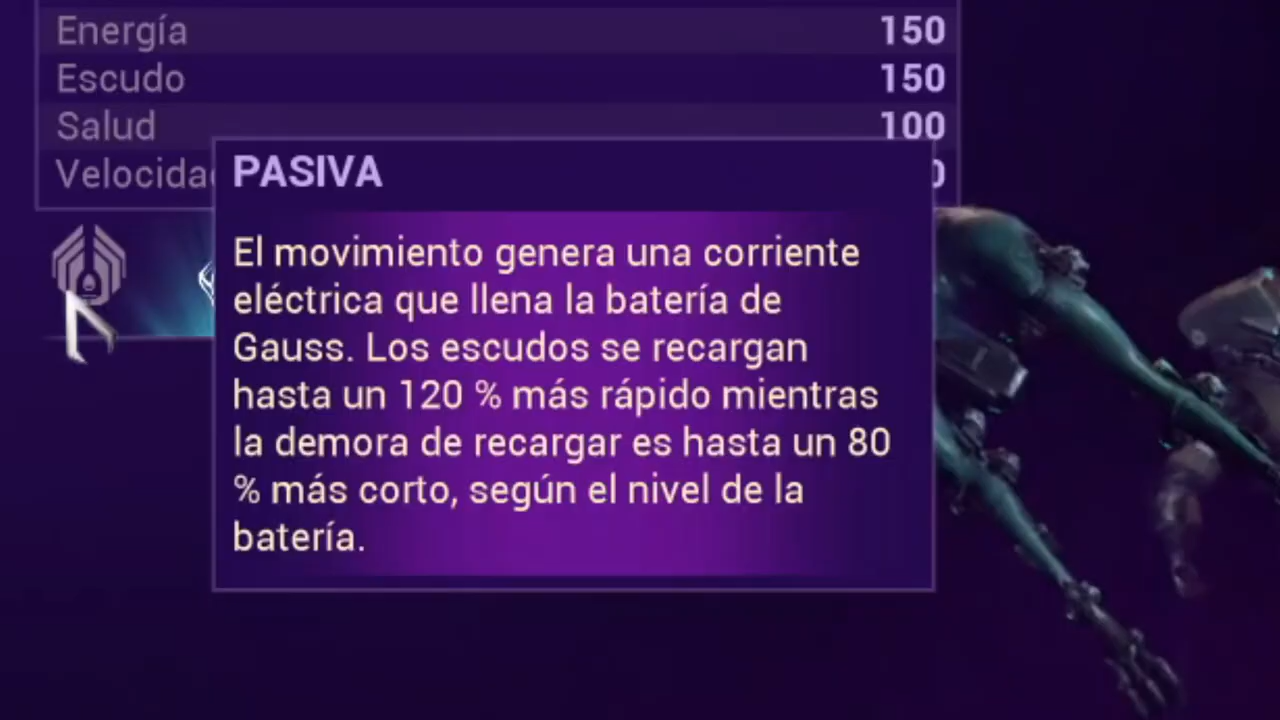 Energía 150
Escudo 150
Salud 100
PASIVA
El movimiento genera una corriente
eléctrica que llena la batería de
Gauss. Los escudos se recargan
hasta un 120 % más rápido mientras
la demora de recargar es hasta un 80
% más corto, según el nivel de la
batería.